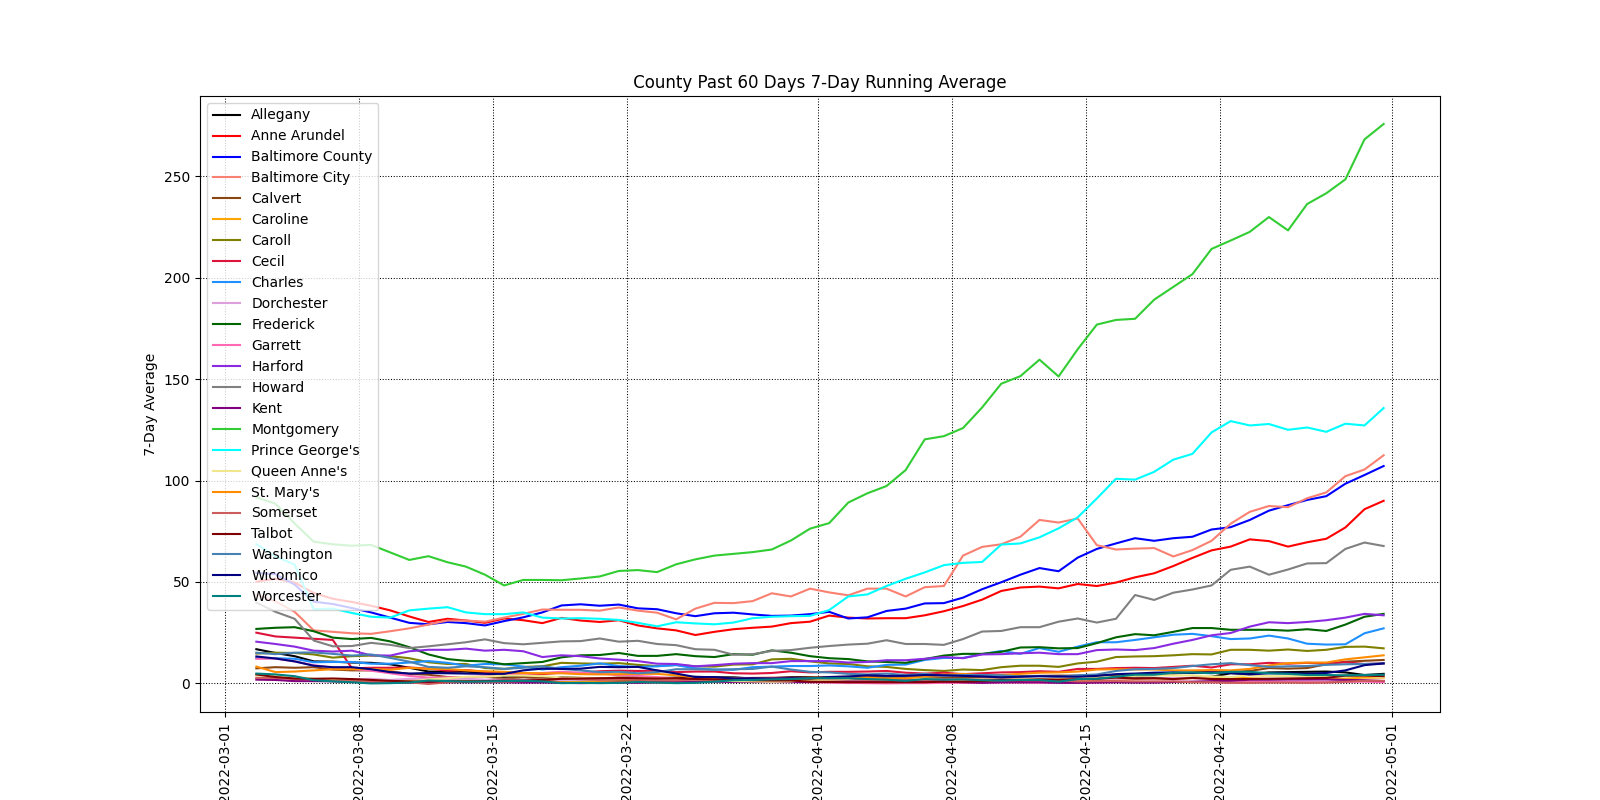 County Past 60 Days 7-Day Running Average
7-Day Average
250
200
150
100
50
0
Allegany
Anne Arundel
Baltimore County
Baltimore City
Calvert
Caroline
Caroll
Cecil
Charles
Dorchester
Frederick
Garrett
Harford
Howard
Kent
Montgomery
Prince George's
Queen Anne's
St. Mary's
Somerset
Talbot
Washington
Wicomico
Worcester
2022-03-01
2022-03-08
2022-03-15
2022-03-22
2022-04-01
2022-04-08
2022-04-15
2022-04-22
2022-05-01